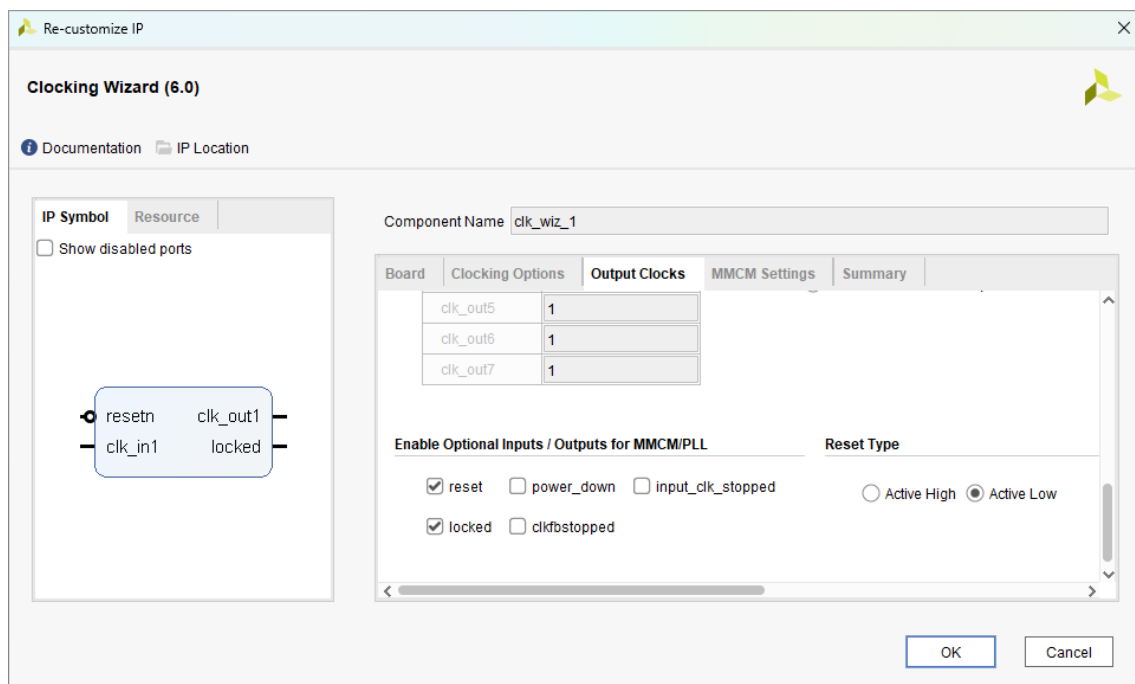 Re-customize IP
Clocking Wizard (6.0)
Documentation IP Location
IP Symbol Resource
Show disabled ports
resetn clk_out1
clk_in1 locked
Component Name clk_wiz_1
Board Clocking Options Output Clocks MMCM Settings Summary
clk_out5 1
clk_out6 1
clk_out7 1
Enable Optional Inputs / Outputs for MMCM/PLL Reset Type
reset power_down input_clk_stopped Active High Active Low
locked clkfbstopped
OK Cancel